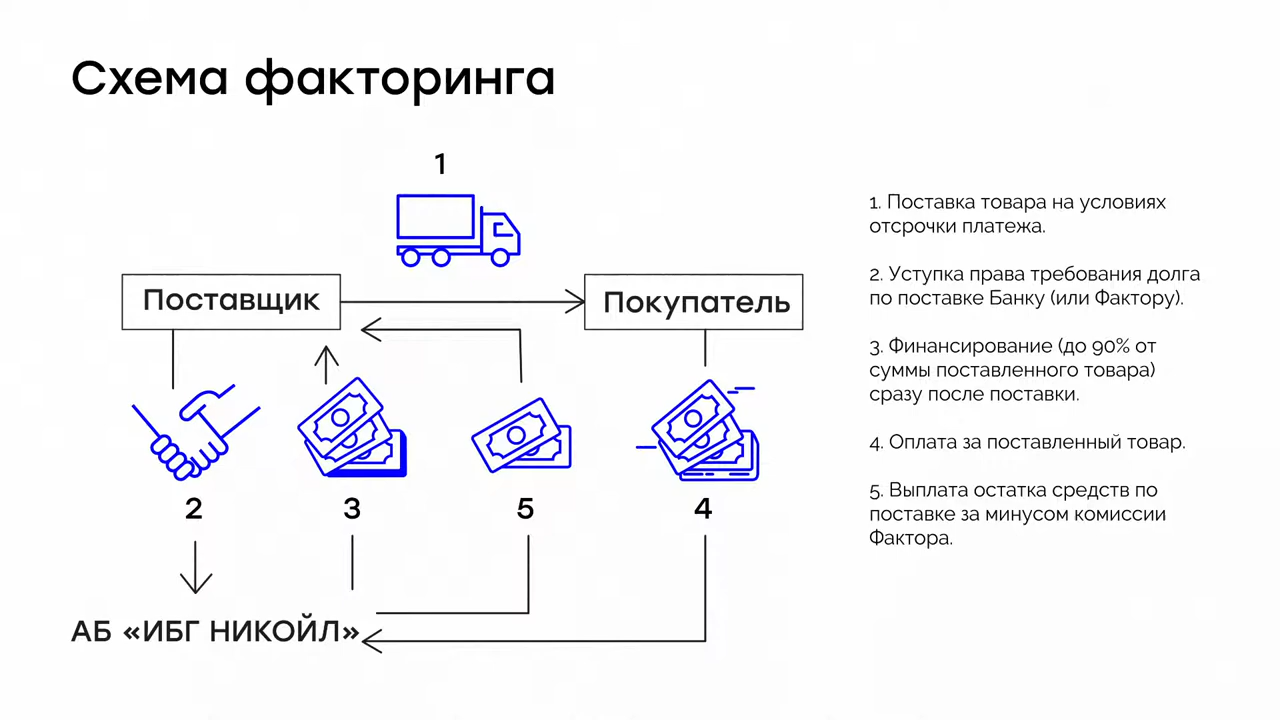 Схема факторинга
1
Поставщик
Покупатель
2
3
5
4
АБ «ИБГ НИКОЙЛ»
1. Поставка товара на условиях
отсрочки платежа.
2. Уступка права требования долга
по поставке Банку (или Фактору).
3. Финансирование (до 90% от
суммы поставленного товара)
сразу после поставки.
4. Оплата за поставленный товар.
5. Выплата остатка средств по
поставке за минусом комиссии
Фактора.